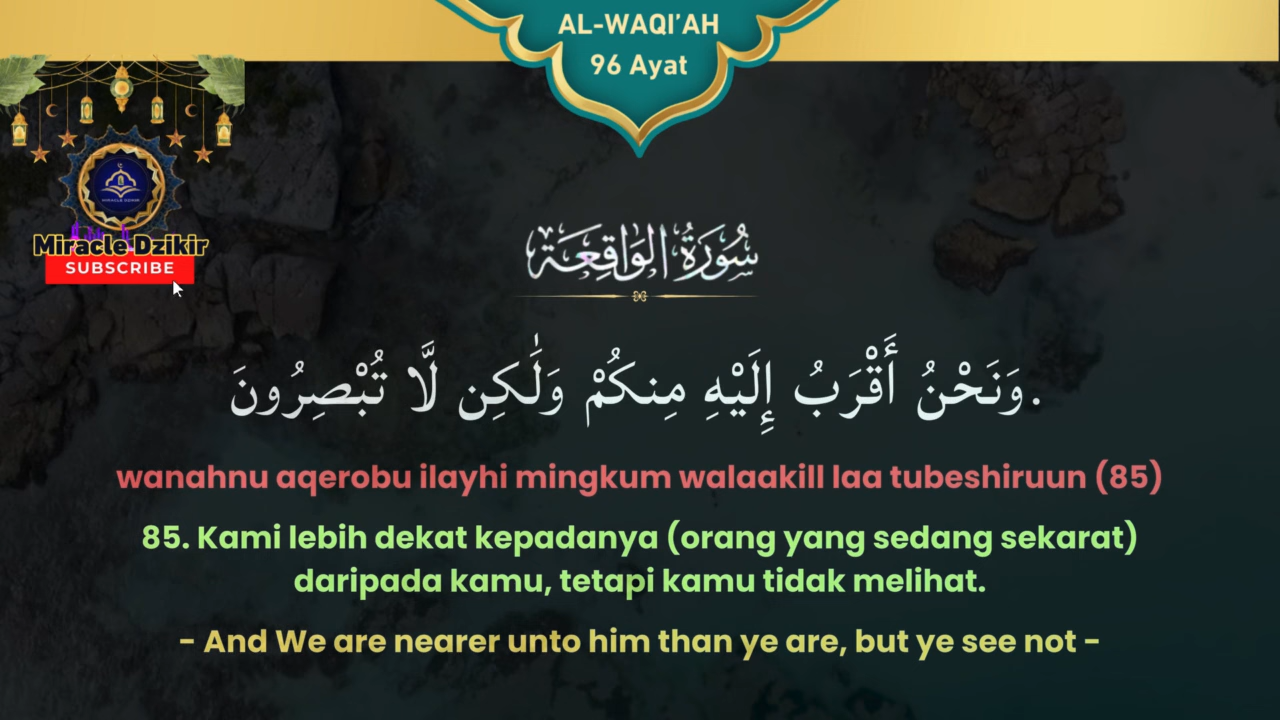 AL-WAQI'AH
96 Ayat
Miracle Dzikir
SUBSCRIBE
سُورَةُ الوَاقِعَة
وَنَحْنُ أَقْرَبُ إِلَيْهِ مِنكُمْ وَلَٰكِن لَّا تُبْصِرُونَ.
wanahnu aqerobu ilayhi mingkum walaakill laa tubeshiruun (85)
85. Kami lebih dekat kepadanya (orang yang sedang sekarat)
daripada kamu, tetapi kamu tidak melihat.
- And We are nearer unto him than ye are, but ye see not -